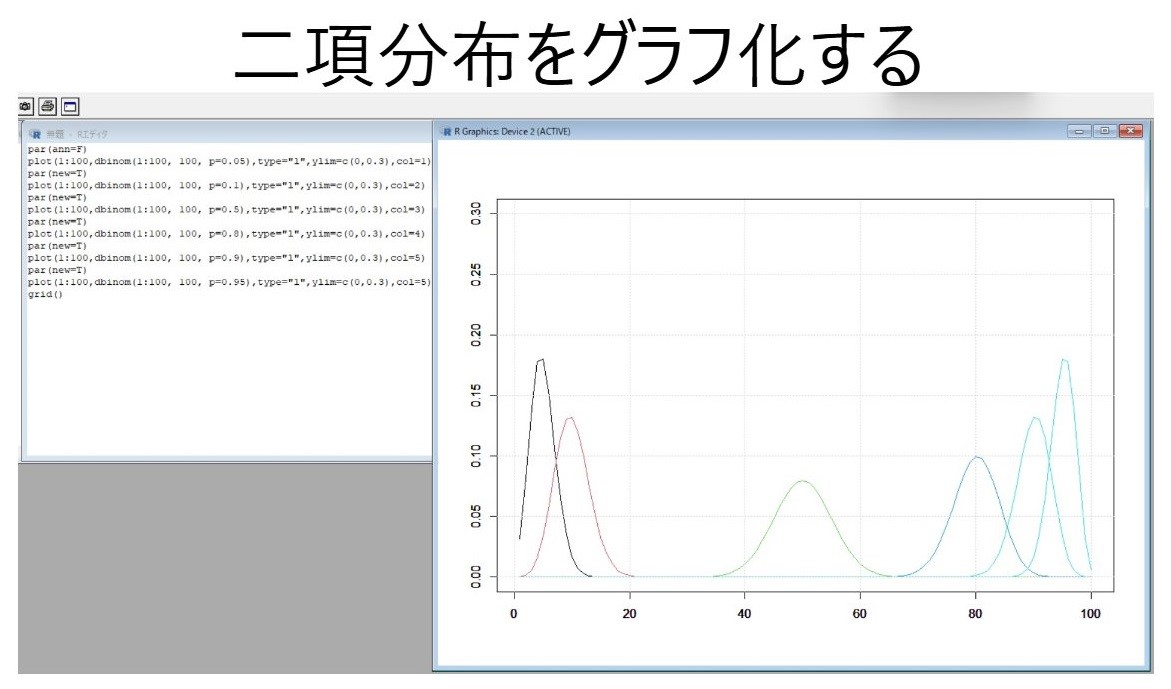 二項分布をグラフ化する
無題 - Rエディタ
par(ann=F)
plot(1:100,dbinom(1:100, 100, p=0.05),type="l",ylim=c(0,0.3),col=1)
par(new=T)
plot(1:100,dbinom(1:100, 100, p=0.1),type="l",ylim=c(0,0.3),col=2)
par(new=T)
plot(1:100,dbinom(1:100, 100, p=0.5),type="l",ylim=c(0,0.3),col=3)
par(new=T)
plot(1:100,dbinom(1:100, 100, p=0.8),type="l",ylim=c(0,0.3),col=4)
par(new=T)
plot(1:100,dbinom(1:100, 100, p=0.9),type="l",ylim=c(0,0.3),col=5)
par(new=T)
plot(1:100,dbinom(1:100, 100, p=0.95),type="l",ylim=c(0,0.3),col=5)
grid()
R Graphics: Device 2 (ACTIVE)
0.30
0.25
0.20
0.15
0.10
0.05
0.00
0 20 40 60 80 100